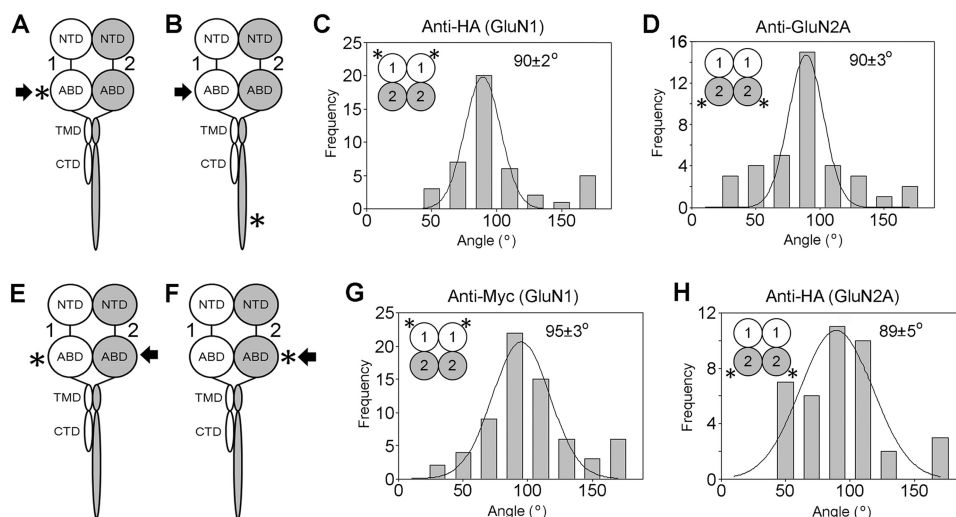 A
NTD NTD
1 2
* ABD ABD
TMD
CTD
B
NTD NTD
1 2
ABD ABD
TMD
CTD
*
C
Anti-HA (GluN1)
90±2°
* 1 1 *
2 2
Frequency
25
20
15
10
5
0
0 50 100 150
Angle (°)
D
Anti-GluN2A
90±3°
1 1
* 2 2 *
Frequency
16
12
8
4
0
0 50 100 150
Angle (°)
E
NTD NTD
1 2
* ABD ABD
TMD
CTD
F
NTD NTD
1 2
ABD ABD *
TMD
CTD
G
Anti-Myc (GluN1)
95±3°
* 1 1 *
2 2
Frequency
25
20
15
10
5
0
0 50 100 150
Angle (°)
H
Anti-HA (GluN2A)
89±5°
1 1
* 2 2 *
Frequency
12
8
4
0
0 50 100 150
Angle (°)